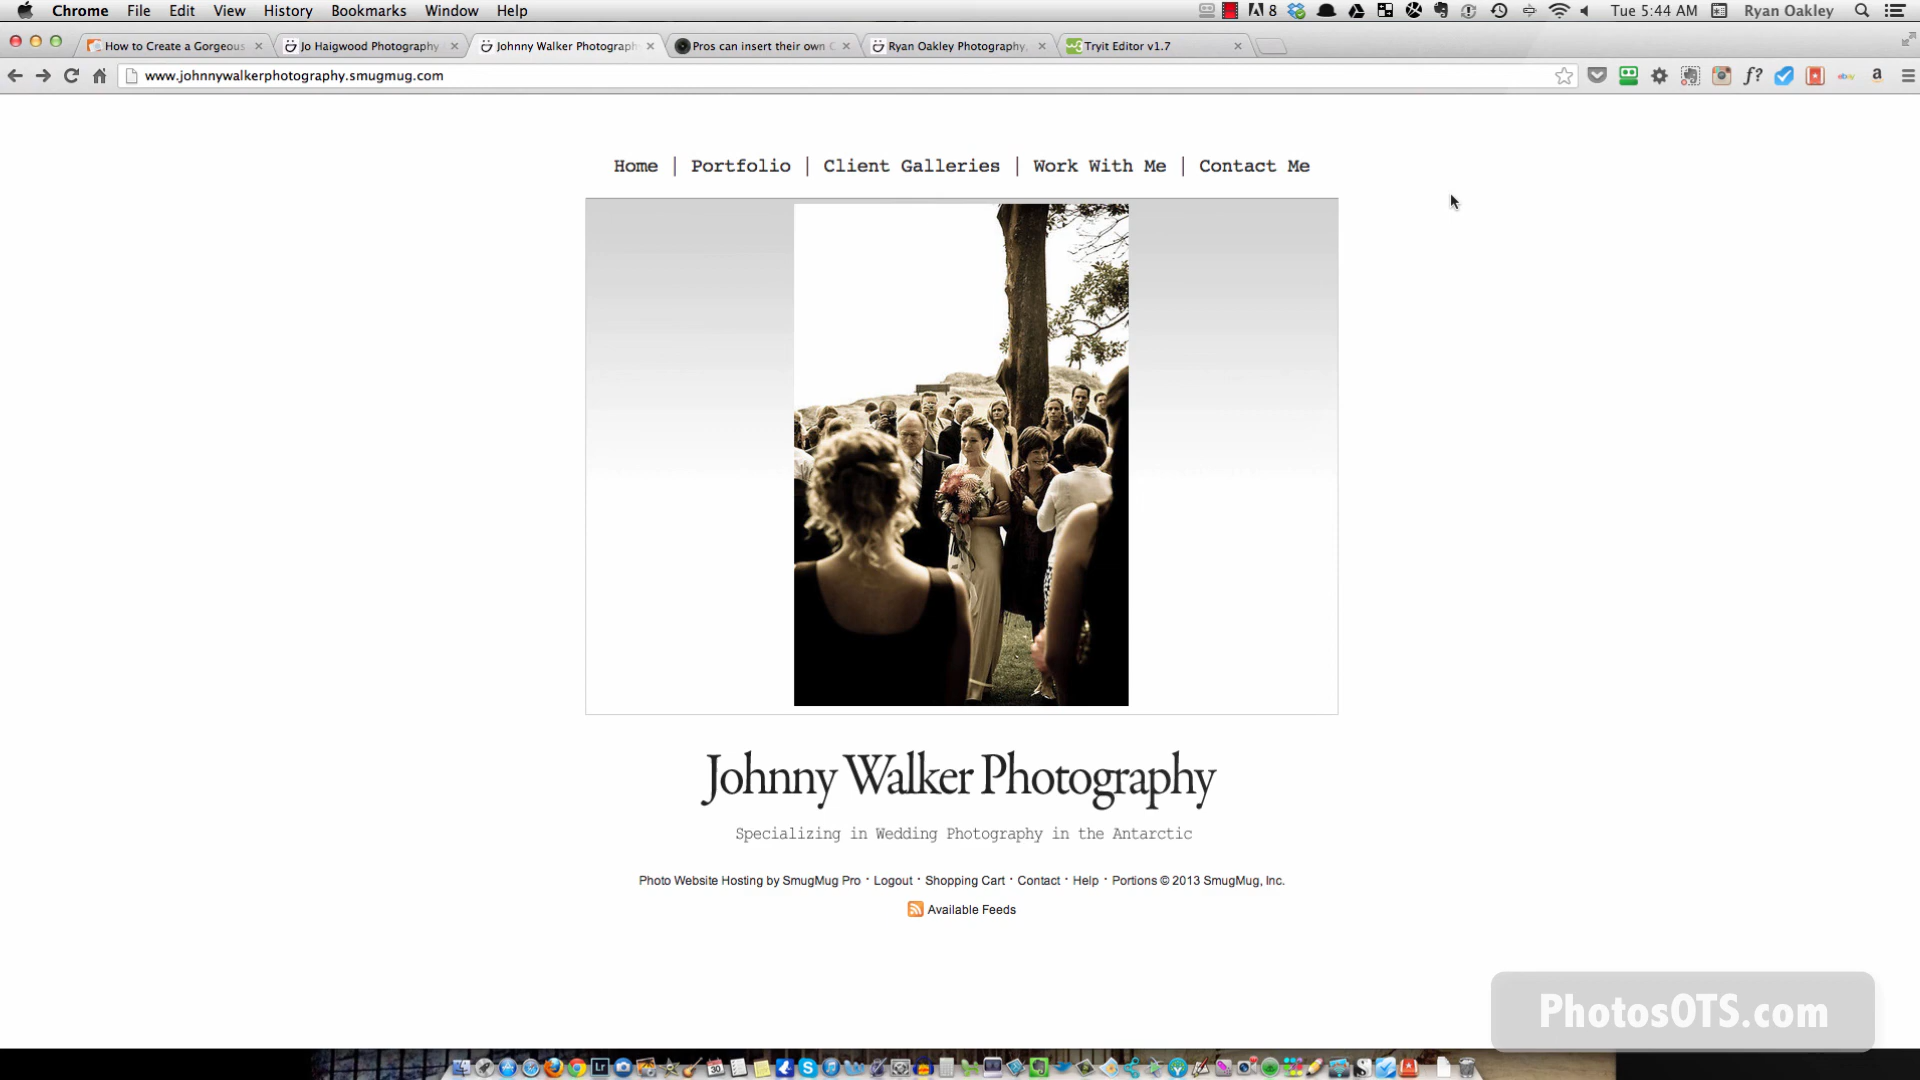 Chrome File Edit View History Bookmarks Window Help 8 Tue 5:44 AM Ryan Oakley
How to Create a Gorgeous Jo Haigwood Photography Johnny Walker Photograph Pros can insert their own Ryan Oakley Photography, Tryit Editor v1.7
www.johnnywalkerphotography.smugmug.com
Home | Portfolio | Client Galleries | Work With Me | Contact Me
Johnny Walker Photography
Specializing in Wedding Photography in the Antarctic
Photo Website Hosting by SmugMug Pro · Logout · Shopping Cart · Contact · Help · Portions © 2013 SmugMug, Inc.
Available Feeds
PhotosOTS.com